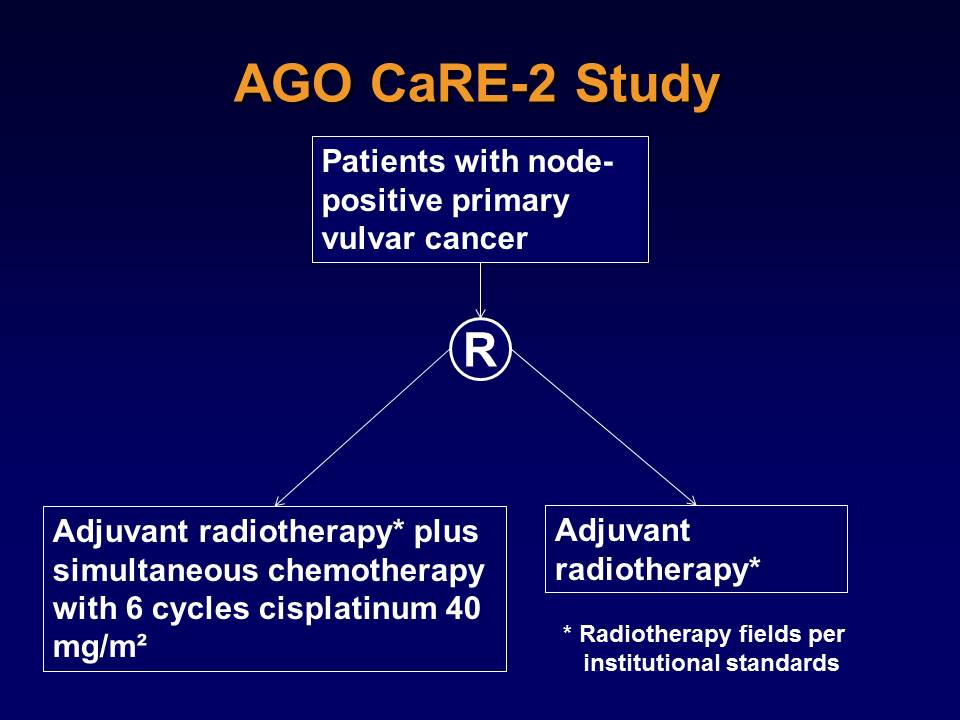 AGO CaRE-2 Study
Patients with node-
positive primary
vulvar cancer
R
Adjuvant radiotherapy* plus
simultaneous chemotherapy
with 6 cycles cisplatinum 40
mg/m²
Adjuvant
radiotherapy*
* Radiotherapy fields per
institutional standards